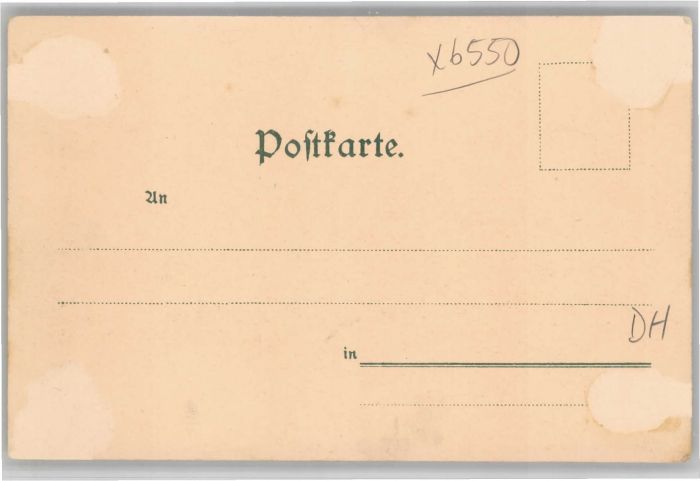 x6550
Postkarte.
An
DH
in